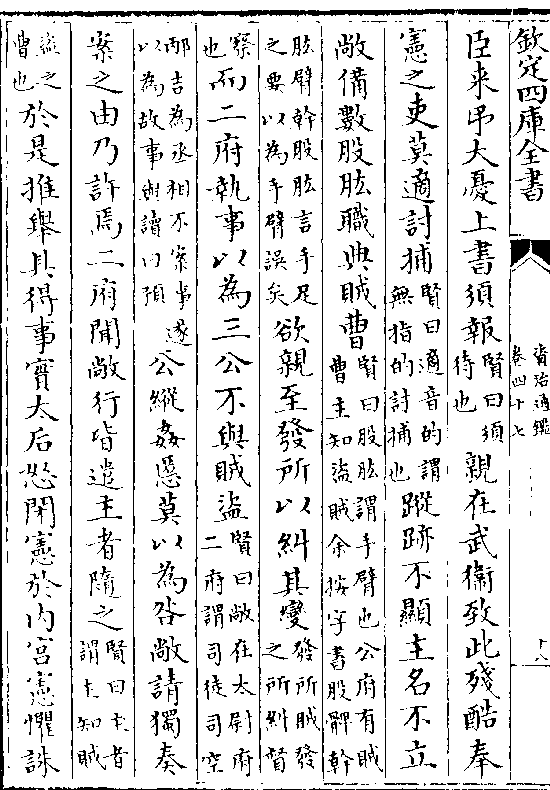 欽定四庫全書
資治通鑑
卷四十七
臣来弔大憂上書須報賢曰須待也親在武衛致此殘酷奉
憲之吏莫適討捕賢曰適音的謂無指的討捕也蹤跡不顯主名不立
敞備數股肱職典賊曹賢曰股肱謂手臂也公府有賊曹主知盜賊余按字書股髀幹
肱臂幹股肱言手足之要以為手臂誤矣欲親至發所以糾其變發所賊發之所糾督
察也而二府執事以為三公不與賊盜賢曰敞在太尉府二府謂司徒司空
邴吉為丞相不案事遂以為故事與讀曰預公縱姦慝莫以為咎敞請獨奏
案之由乃許焉二府聞敞行皆遣主者隨之賢曰主者謂主知賊
盜之曹也於是推舉具得事實太后怒閉憲於内宮憲懼誅